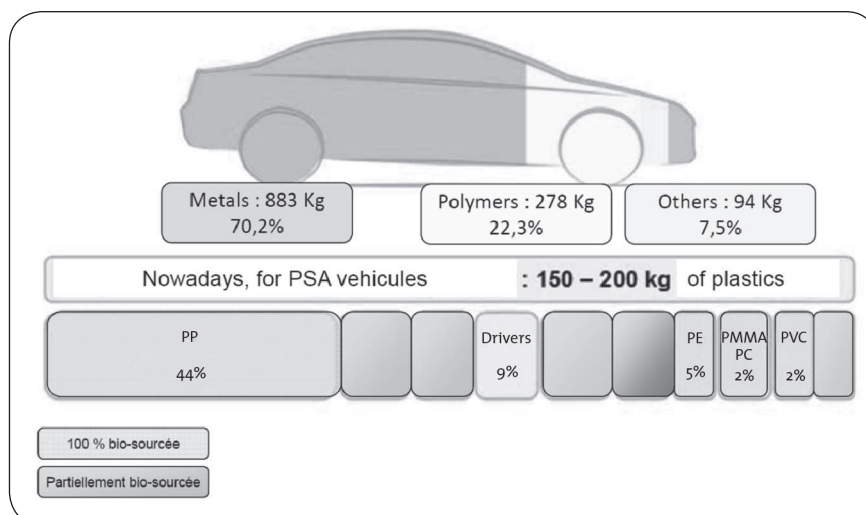 Metals : 883 Kg
70,2%
Polymers : 278 Kg
22,3%
Others : 94 Kg
7,5%
Nowadays, for PSA vehicules : 150 – 200 kg of plastics
PP
44%
Drivers
9%
PE
5%
PMMA
PC
2%
PVC
2%
100 % bio-sourcée
Partiellement bio-sourcée